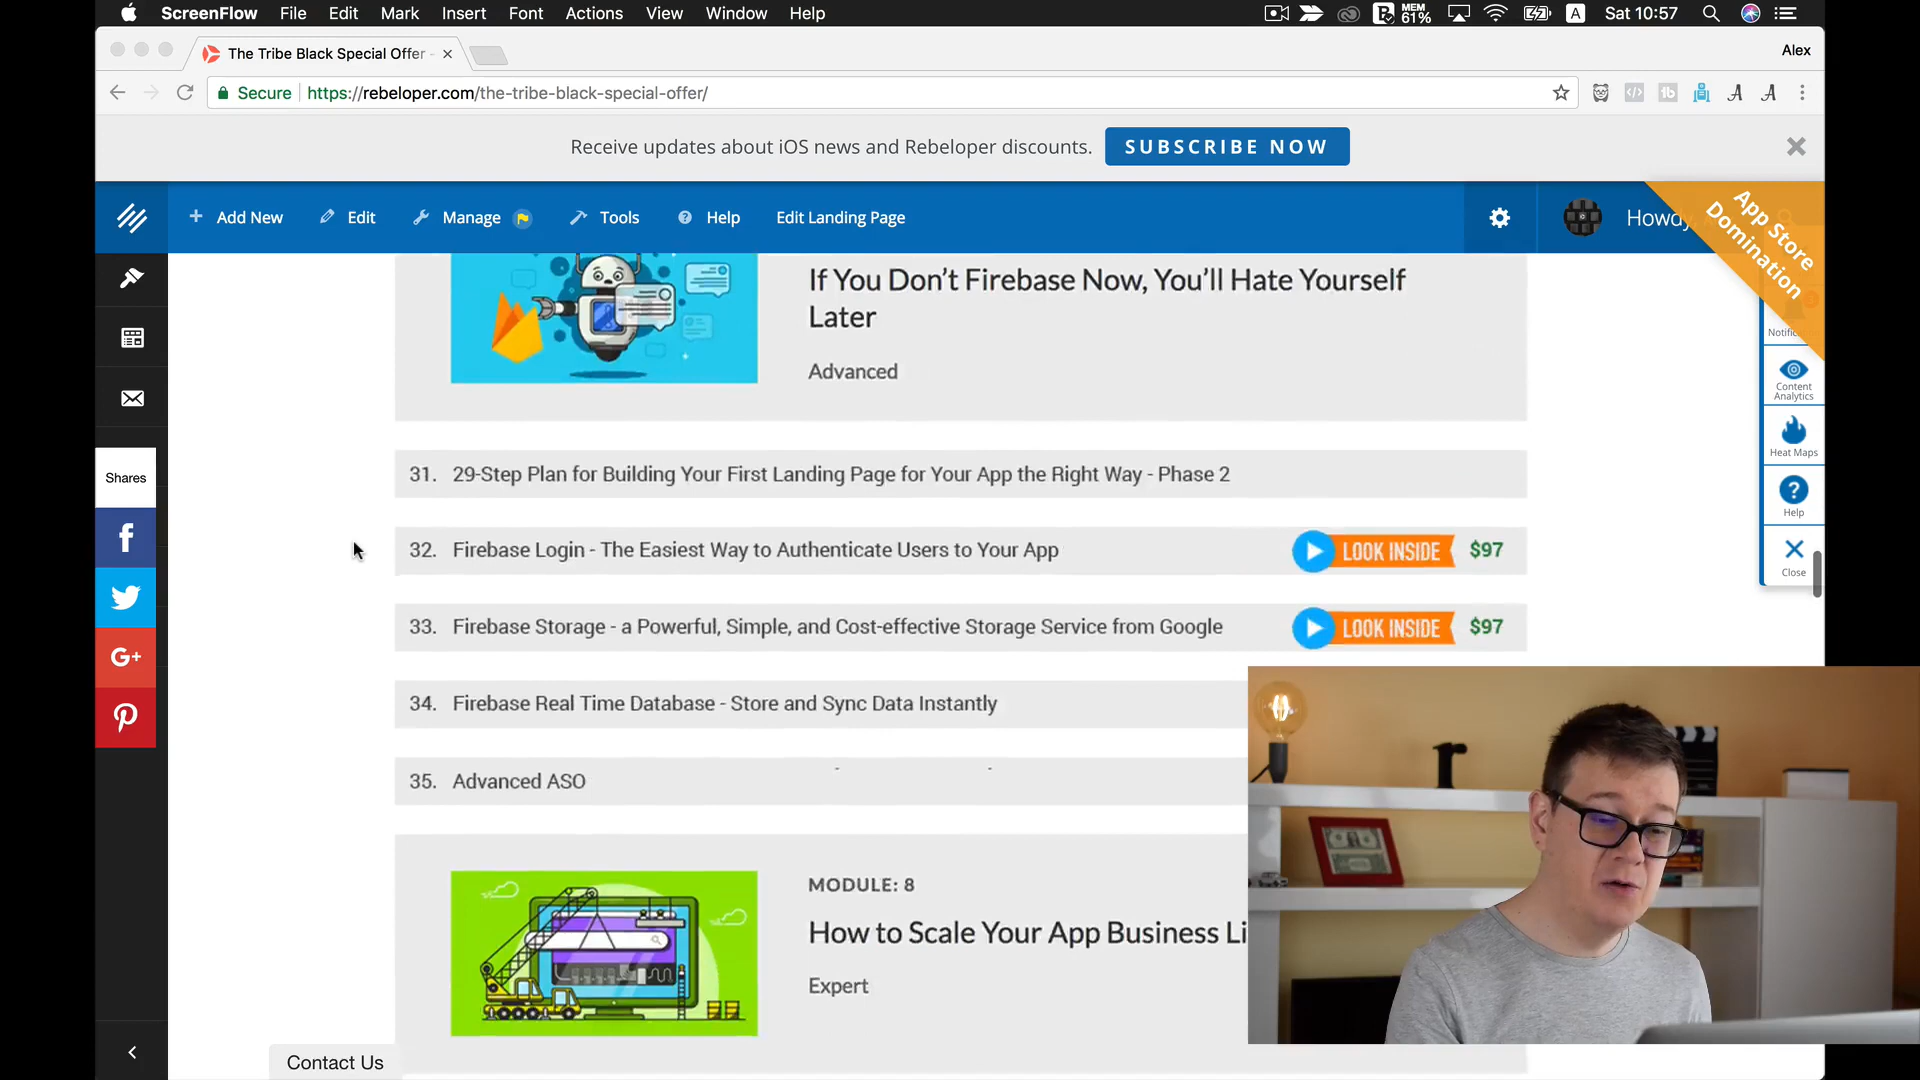 ScreenFlow File Edit Mark Insert Font Actions View Window Help MEM 61% A Sat 10:57
The Tribe Black Special Offer -
Alex
Secure https://rebeloper.com/the-tribe-black-special-offer/
Receive updates about iOS news and Rebeloper discounts. SUBSCRIBE NOW
Add New Edit Manage Tools Help Edit Landing Page Howdy,
App Store
Domination
If You Don't Firebase Now, You'll Hate Yourself
Later
Advanced
Content
Analytics
Heat Maps
Help
Close
Shares
31. 29-Step Plan for Building Your First Landing Page for Your App the Right Way - Phase 2
32. Firebase Login - The Easiest Way to Authenticate Users to Your App LOOK INSIDE $97
33. Firebase Storage - a Powerful, Simple, and Cost-effective Storage Service from Google LOOK INSIDE $97
34. Firebase Real Time Database - Store and Sync Data Instantly
35. Advanced ASO
MODULE: 8
How to Scale Your App Business Li
Expert
Contact Us